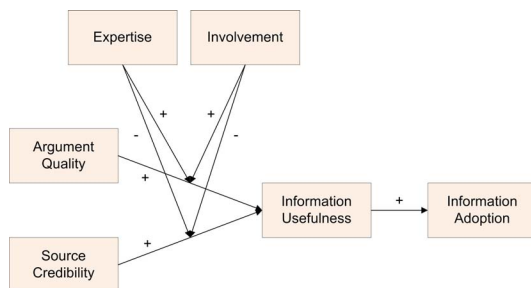 Expertise
Involvement
+
+
-
-
Argument
Quality
+
Information
Usefulness
+
Information
Adoption
+
Source
Credibility